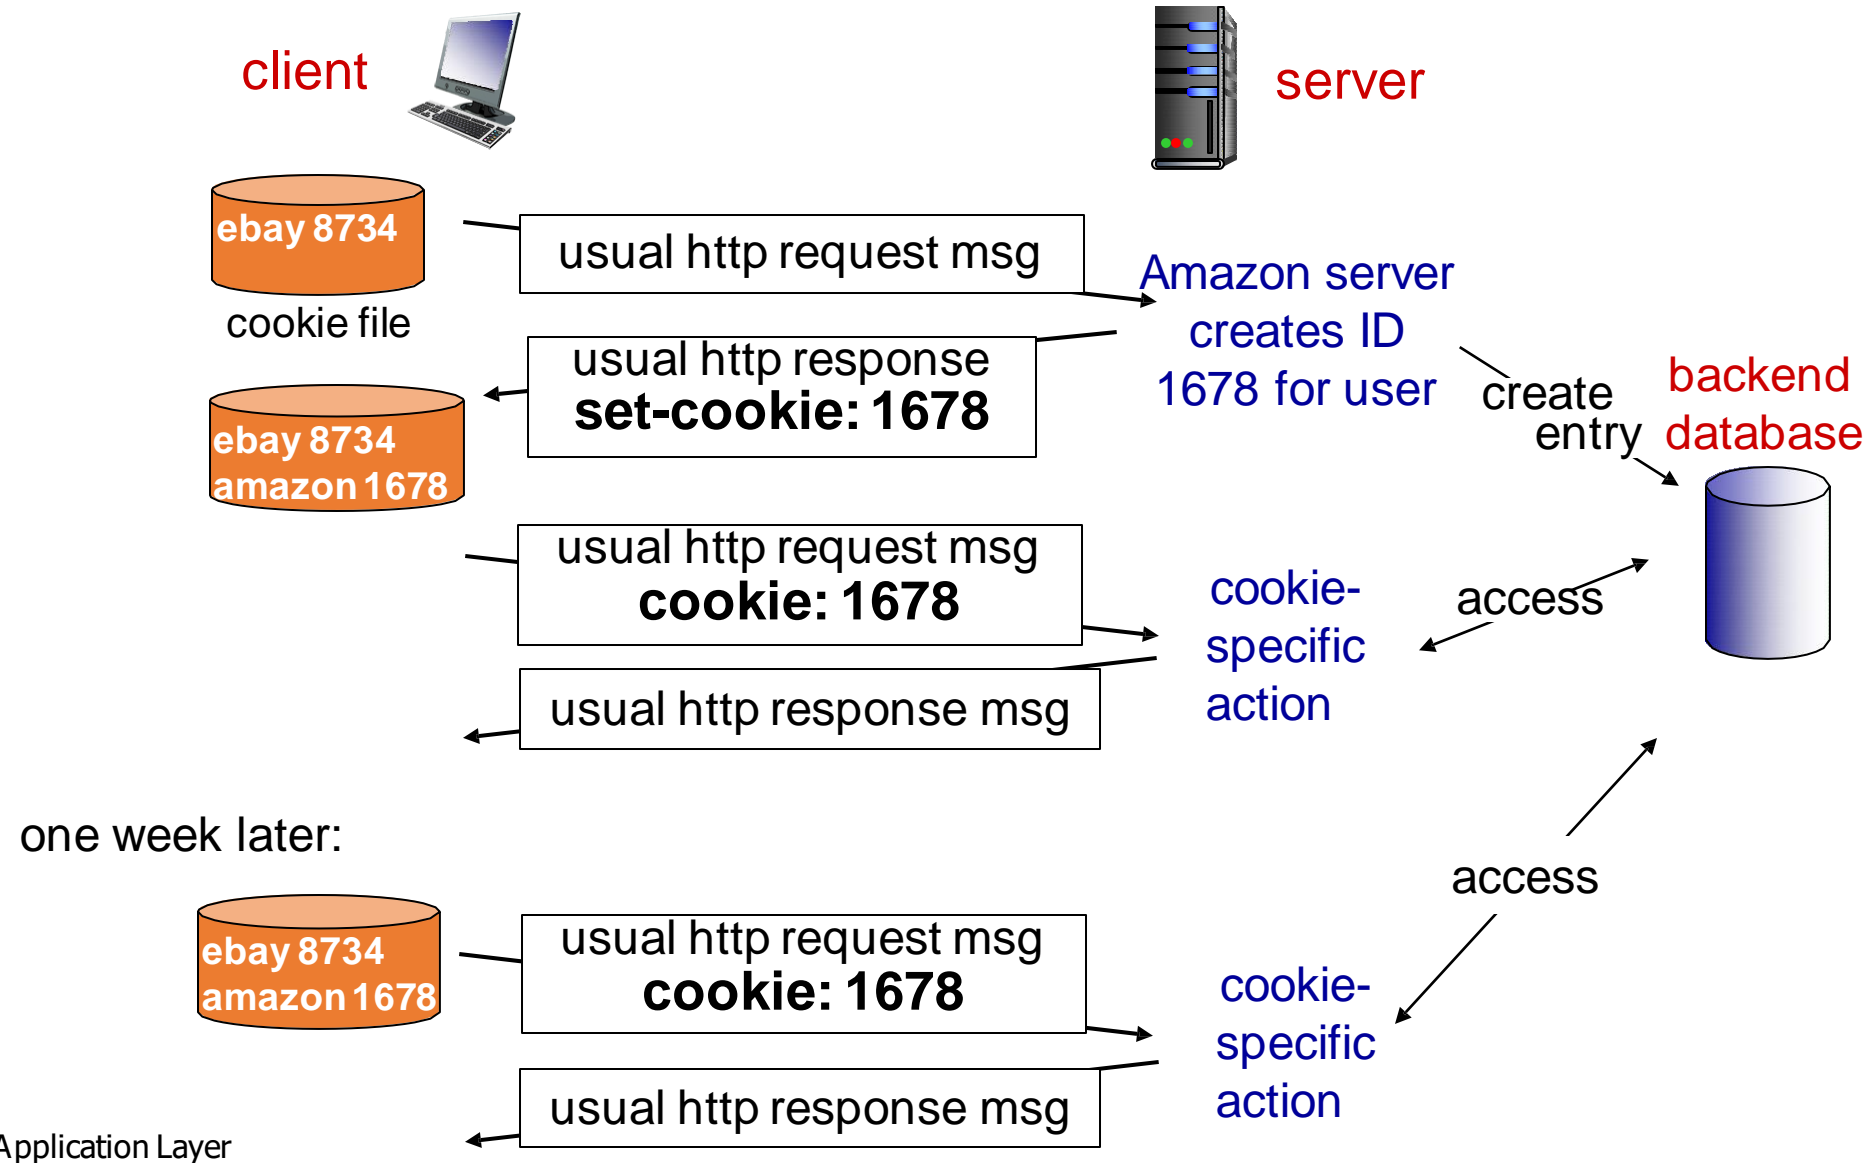 client
server
ebay 8734
cookie file
usual http request msg
Amazon server
creates ID
1678 for user
usual http response
set-cookie: 1678
create
entry
backend
database
ebay 8734
amazon 1678
usual http request msg
cookie: 1678
cookie-
specific
action
access
usual http response msg
one week later:
access
ebay 8734
amazon 1678
usual http request msg
cookie: 1678
cookie-
specific
action
usual http response msg
Application Layer